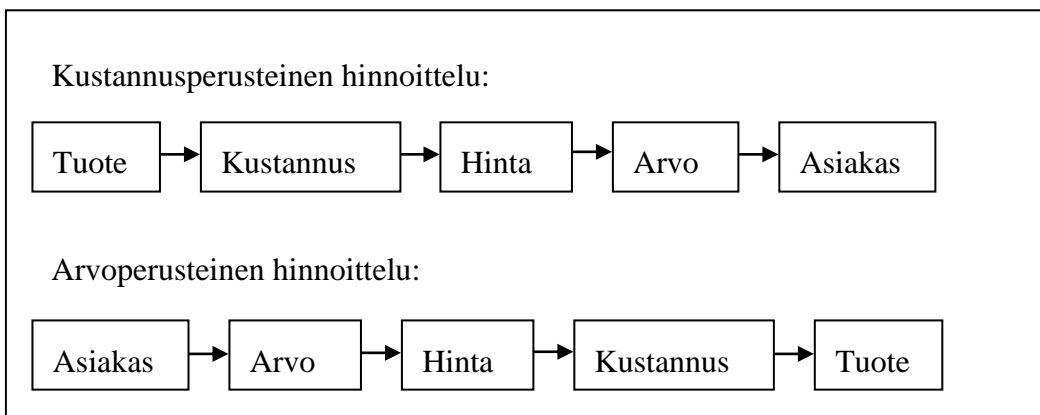 Kustannusperusteinen hinnoittelu:
Tuote Kustannus Hinta Arvo Asiakas
Arvoperusteinen hinnoittelu:
Asiakas Arvo Hinta Kustannus Tuote